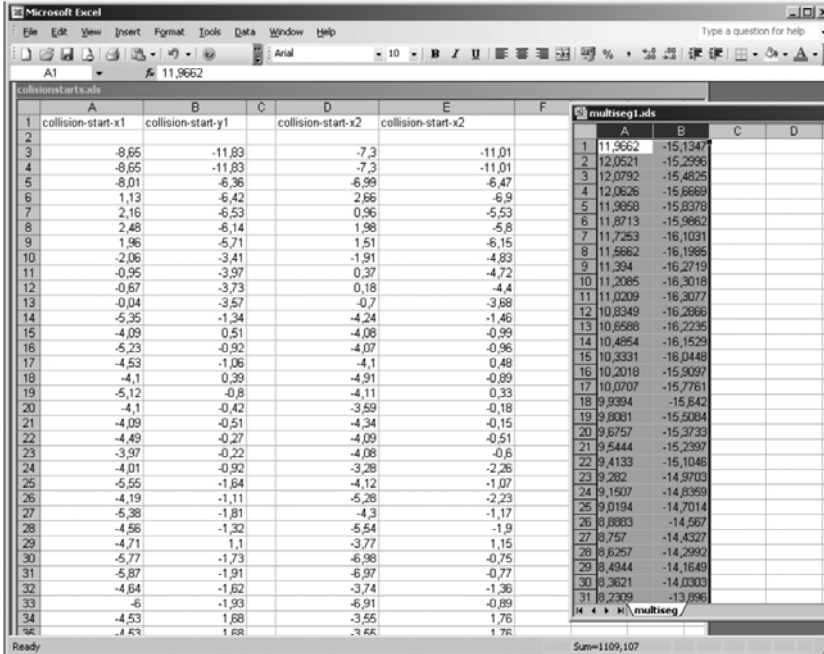 Microsoft Excel
File Edit View Insert Format Tools Data Window Help Type a question for help
Arial 10 B I U
A1 fx 11,9662
colisionstarts.xls
A B C D E F
1 collision-start-x1 collision-start-y1 collision-start-x2 collision-start-x2
2
3 -8,65 -11,83 -7,3 -11,01
4 -8,65 -11,83 -7,3 -11,01
5 -8,01 -6,36 -6,99 -6,47
6 1,13 -6,42 2,66 -6,9
7 2,16 -6,53 0,96 -5,53
8 2,48 -6,14 1,98 -5,8
9 1,96 -5,71 1,51 -6,15
10 -2,06 -3,41 -1,91 -4,83
11 -0,95 -3,97 0,37 -4,72
12 -0,67 -3,73 0,18 -4,4
13 -0,04 -3,57 -0,7 -3,68
14 -5,35 -1,34 -4,24 -1,46
15 -4,09 0,51 -4,08 -0,99
16 -5,23 -0,92 -4,07 -0,96
17 -4,53 -1,06 -4,1 0,48
18 -4,1 0,39 -4,91 -0,89
19 -5,12 -0,8 -4,11 0,33
20 -4,1 -0,42 -3,59 -0,18
21 -4,09 -0,51 -4,34 -0,15
22 -4,49 -0,27 -4,09 -0,51
23 -3,97 -0,22 -4,08 -0,6
24 -4,01 -0,92 -3,28 -2,26
25 -5,55 -1,64 -4,12 -1,07
26 -4,19 -1,11 -5,28 -2,23
27 -5,38 -1,81 -4,3 -1,17
28 -4,56 -1,32 -5,54 -1,9
29 -4,71 1,1 -3,77 1,15
30 -5,77 -1,73 -6,98 -0,75
31 -5,87 -1,91 -6,97 -0,77
32 -4,64 -1,62 -3,74 -1,36
33 -6 -1,93 -6,91 -0,89
34 -4,53 1,68 -3,55 1,76
35 -4,53 1,68 -3,55 1,76
multiseg1.xls
A B C D
1 11,9662 -15,1347
2 12,0521 -15,2996
3 12,0792 -15,4825
4 12,0626 -15,6669
5 11,9858 -15,8378
6 11,8713 -15,9862
7 11,7253 -16,1031
8 11,5662 -16,1985
9 11,394 -16,2719
10 11,2085 -16,3018
11 11,0209 -16,3077
12 10,8349 -16,2866
13 10,6588 -16,2235
14 10,4854 -16,1529
15 10,3331 -16,0448
16 10,2018 -15,9097
17 10,0707 -15,7761
18 9,9394 -15,642
19 9,8081 -15,5084
20 9,6757 -15,3733
21 9,5444 -15,2397
22 9,4133 -15,1046
23 9,282 -14,9703
24 9,1507 -14,8359
25 9,0194 -14,7014
26 8,8883 -14,567
27 8,757 -14,4327
28 8,6257 -14,2992
29 8,4944 -14,1649
30 8,3621 -14,0303
31 8,2309 -13,896
multiseg
Ready Sum=1109,107